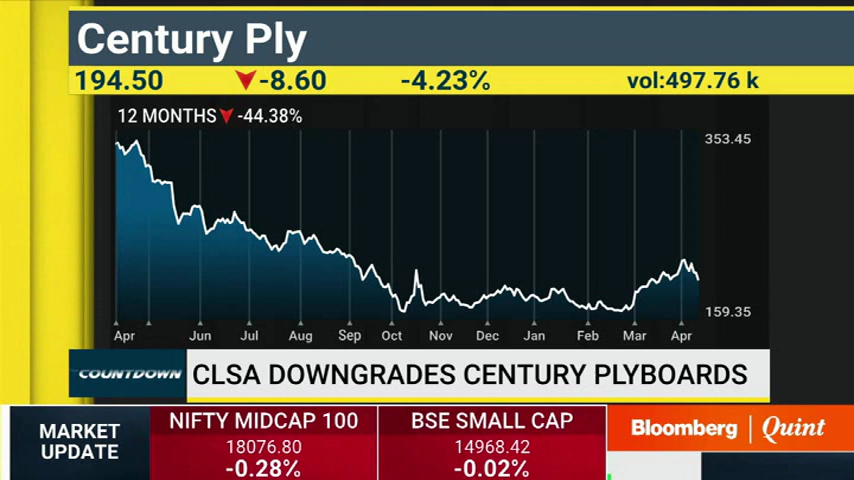 Century Ply
194.50 -8.60 -4.23% vol:497.76 k
12 MONTHS -44.38%
353.45
159.35
Apr Jun Jul Aug Sep Oct Nov Dec Jan Feb Mar Apr
COUNTDOWN CLSA DOWNGRADES CENTURY PLYBOARDS
MARKET UPDATE
NIFTY MIDCAP 100
18076.80
-0.28%
BSE SMALL CAP
14968.42
-0.02%
Bloomberg | Quint